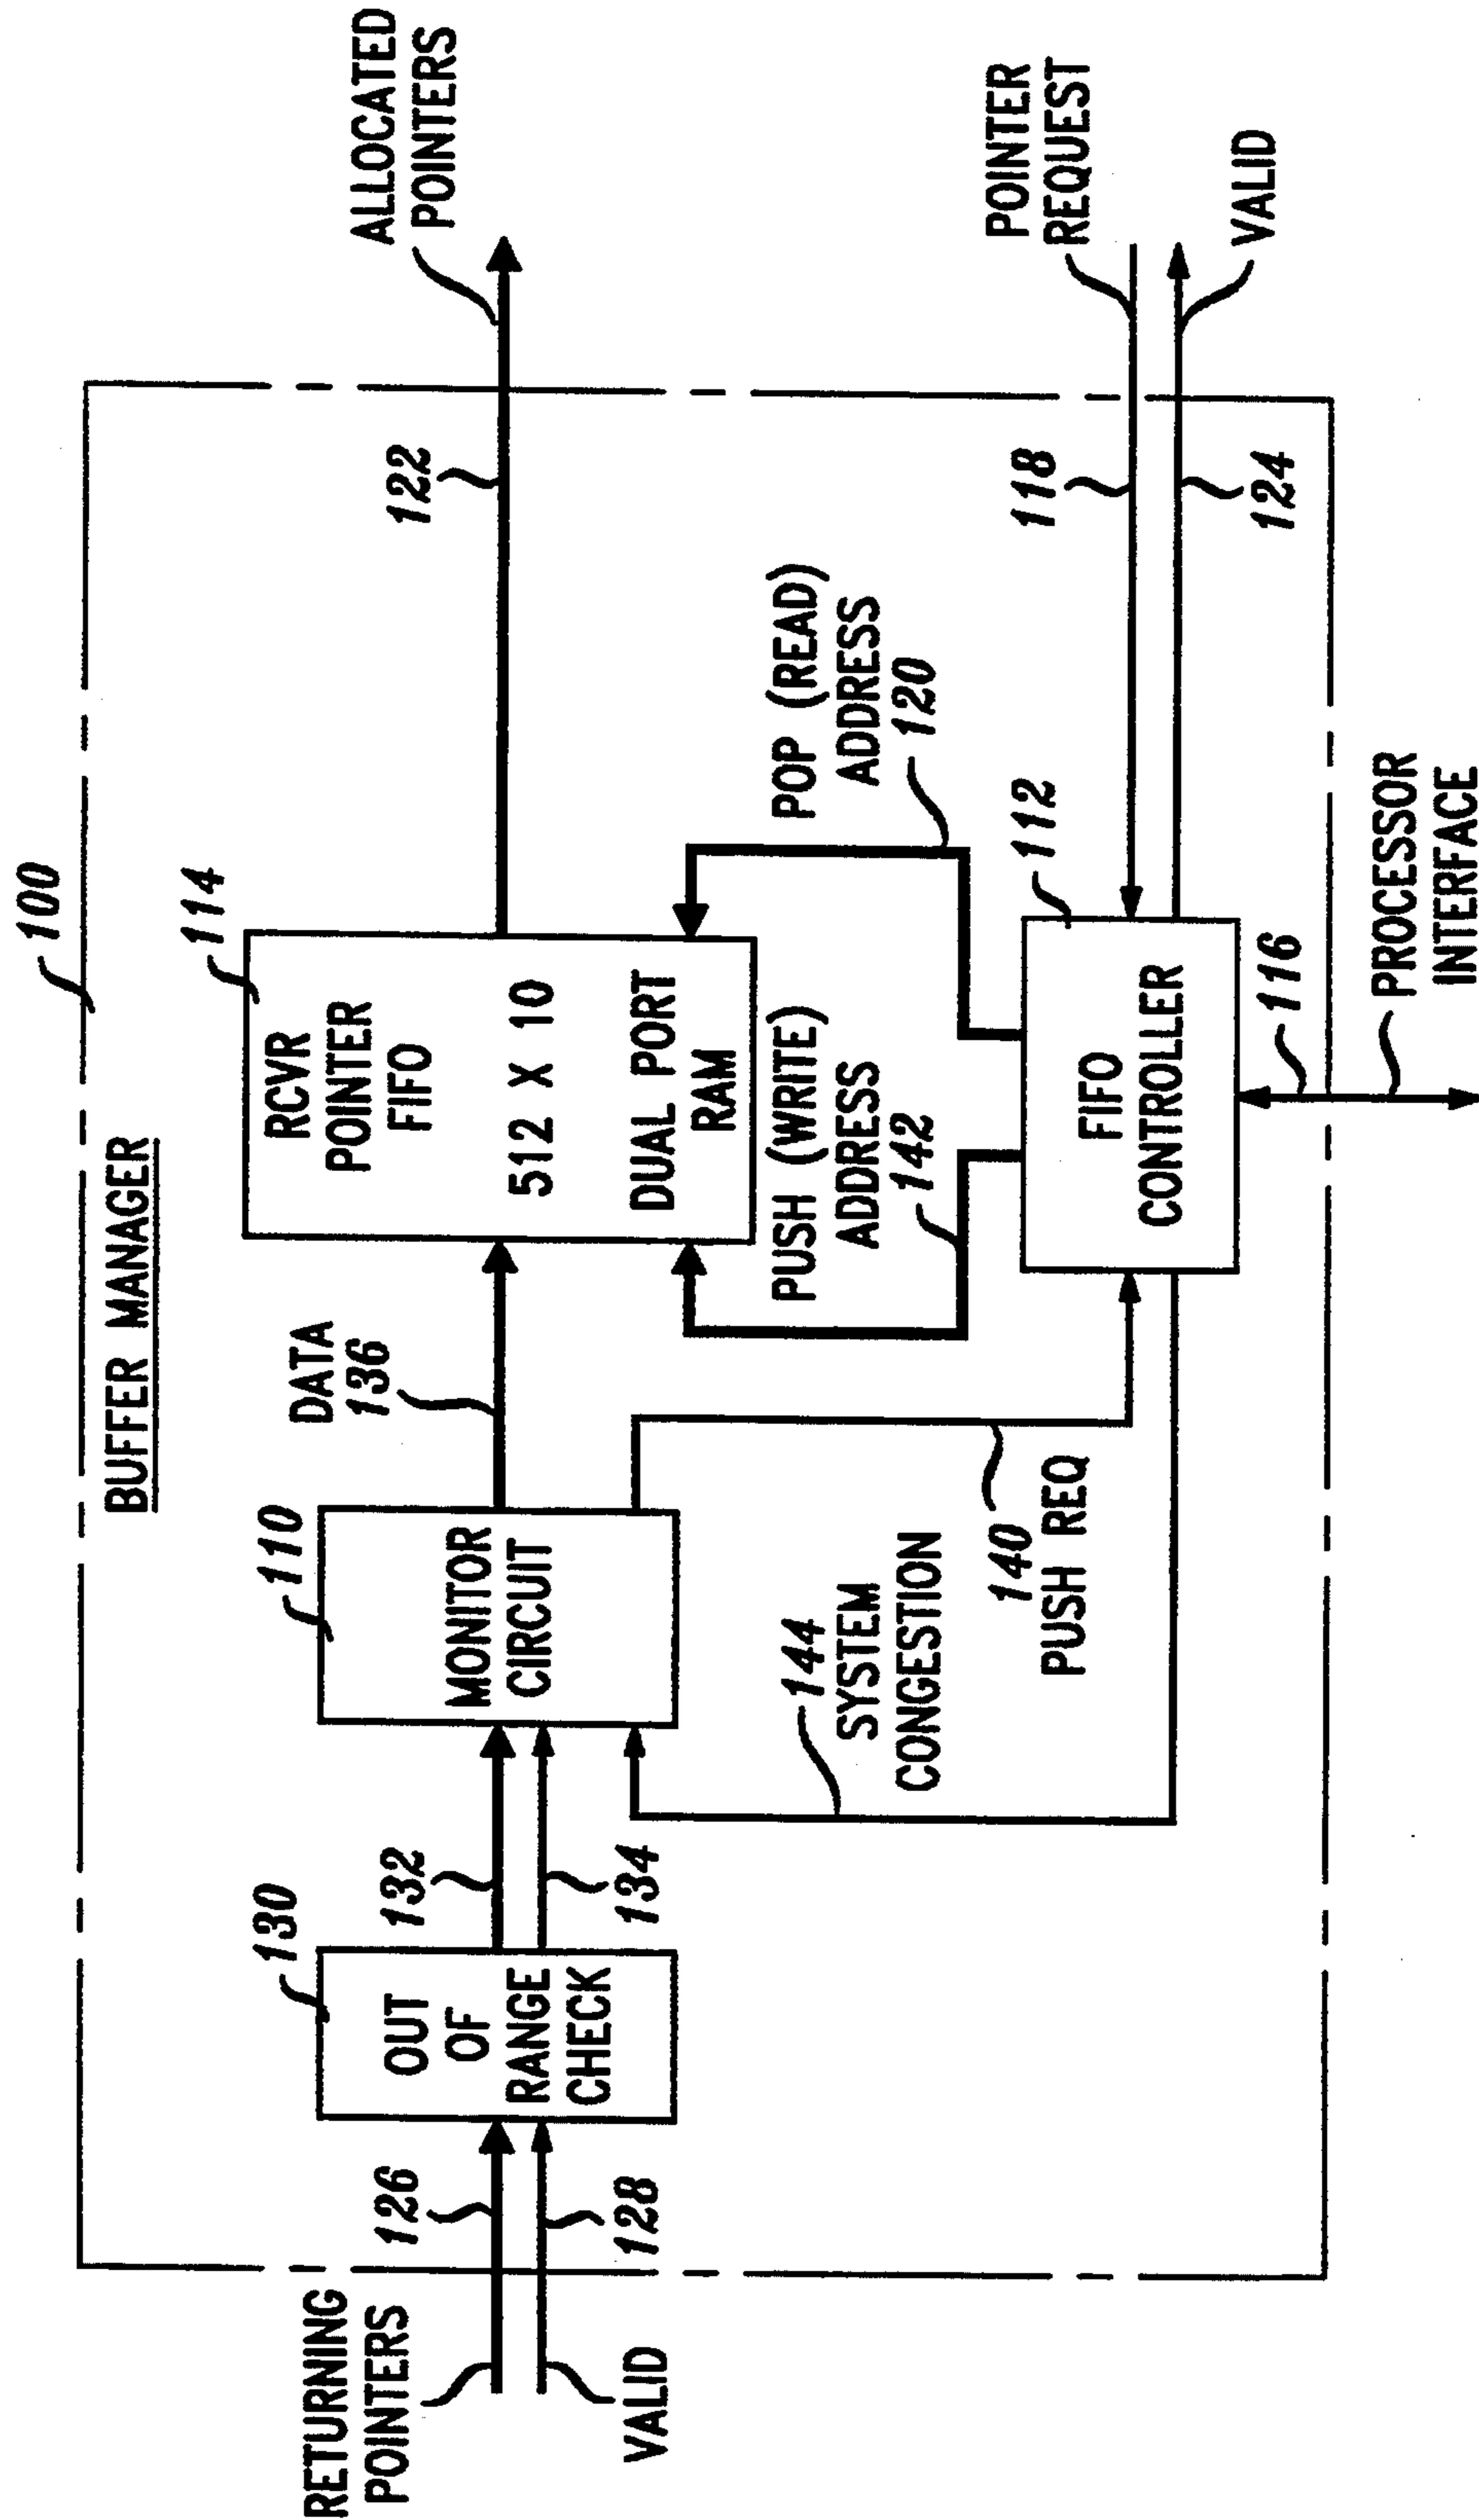 100
BUFFER MANAGER
RETURNING
POINTERS
126
VALID
128
130
OUT
OF
RANGE
CHECK
132
134
110
MONITOR
CIRCUIT
144
SYSTEM
CONGESTION
140
PUSH REQ
DATA
136
114
RCVR
POINTER
FIFO
512 X 10
DUAL PORT
RAM
PUSH (WRITE)
ADDRESS
142
POP (READ)
ADDRESS
120
112
FIFO
CONTROLLER
116
PROCESSOR
INTERFACE
122
ALLOCATED
POINTERS
118
POINTER
REQUEST
124
VALID